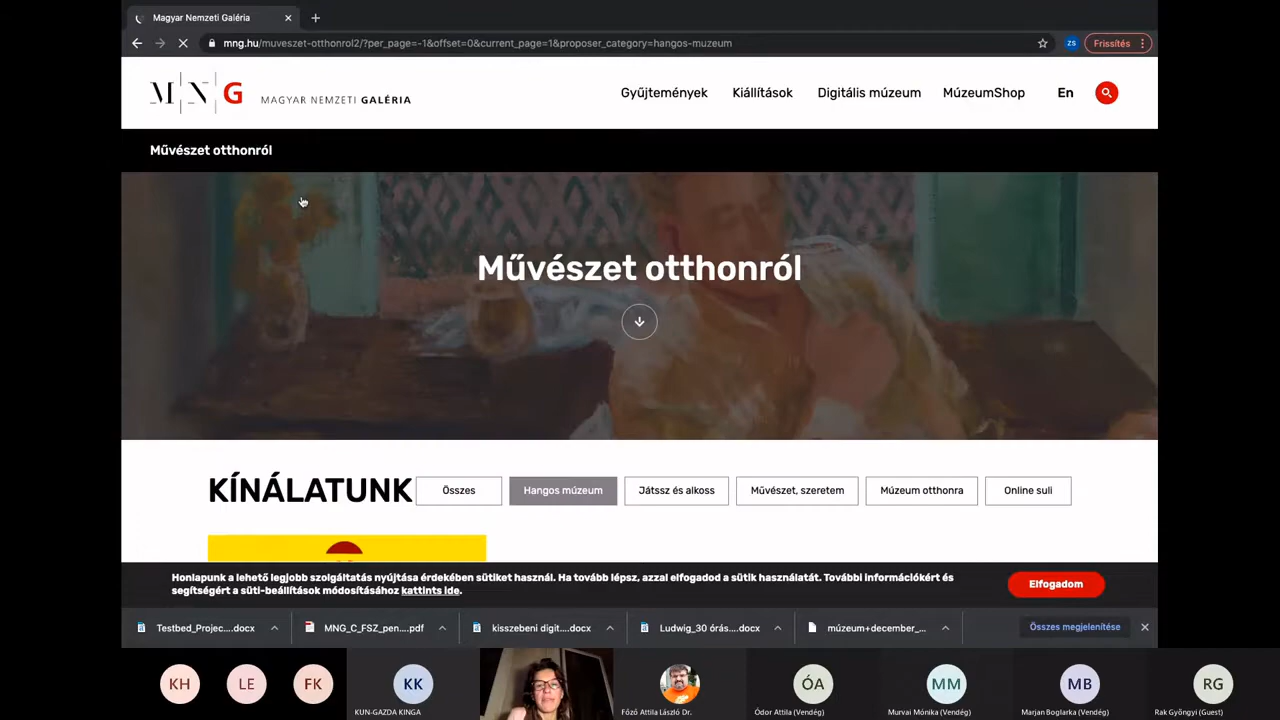 Magyar Nemzeti Galéria
mng.hu/muveszet-otthonrol2/?per_page=-1&offset=0&current_page=1&proposer_category=hangos-muzeum
ZS
Frissítés
MNG MAGYAR NEMZETI GALÉRIA
Gyűjtemények
Kiállítások
Digitális múzeum
MúzeumShop
En
Művészet otthonról
Művészet otthonról
KÍNÁLATUNK
Összes
Hangos múzeum
Játssz és alkoss
Művészet, szeretem
Múzeum otthonra
Online suli
Honlapunk a lehető legjobb szolgáltatás nyújtása érdekében sütiket használ. Ha tovább lépsz, azzal elfogadod a sütik használatát. További információkért és
segítségért a süti-beállítások módosításához kattints ide.
Elfogadom
Testbed_Projec....docx
MNG_C_FSZ_pen....pdf
kisszebeni digit....docx
Ludwig_30 órás....docx
múzeum+december_...
Összes megjelenítése
KH
LE
FK
KK
KUN-GAZDA KINGA
Főző Attila László Dr.
ÓA
Ódor Attila (Vendég)
MM
Murvai Mónika (Vendég)
MB
Marjan Boglarka (Vendég)
RG
Rak Gyöngyi (Guest)